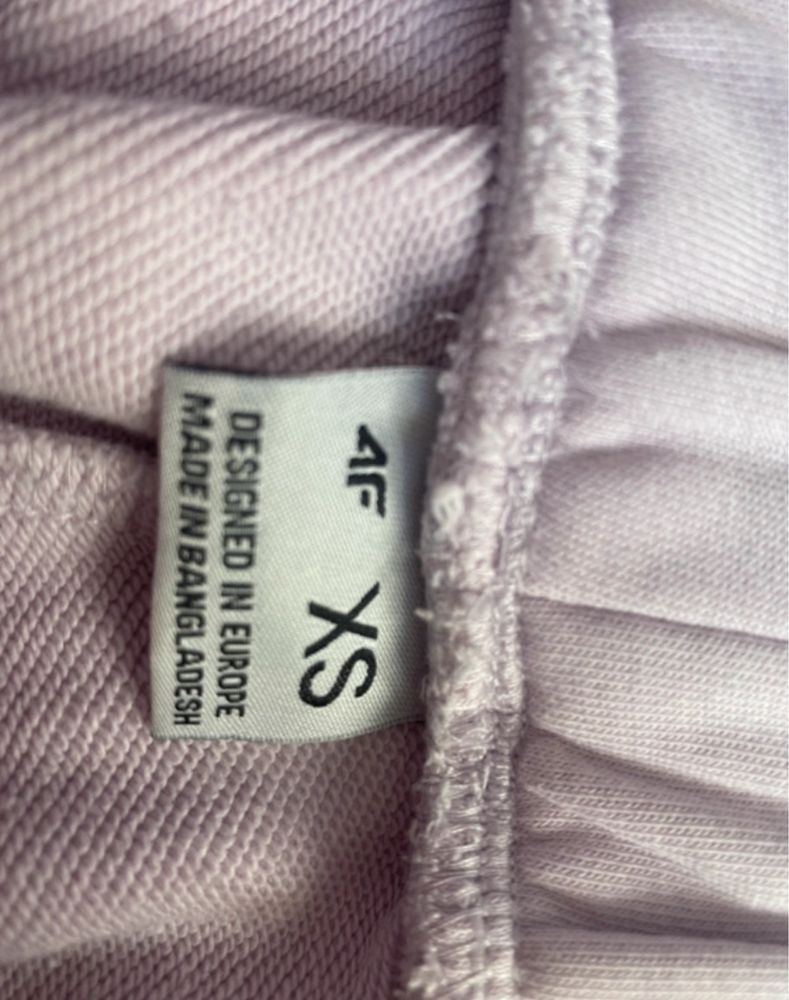 4F
XS
DESIGNED IN EUROPE
MADE IN BANGLADESH